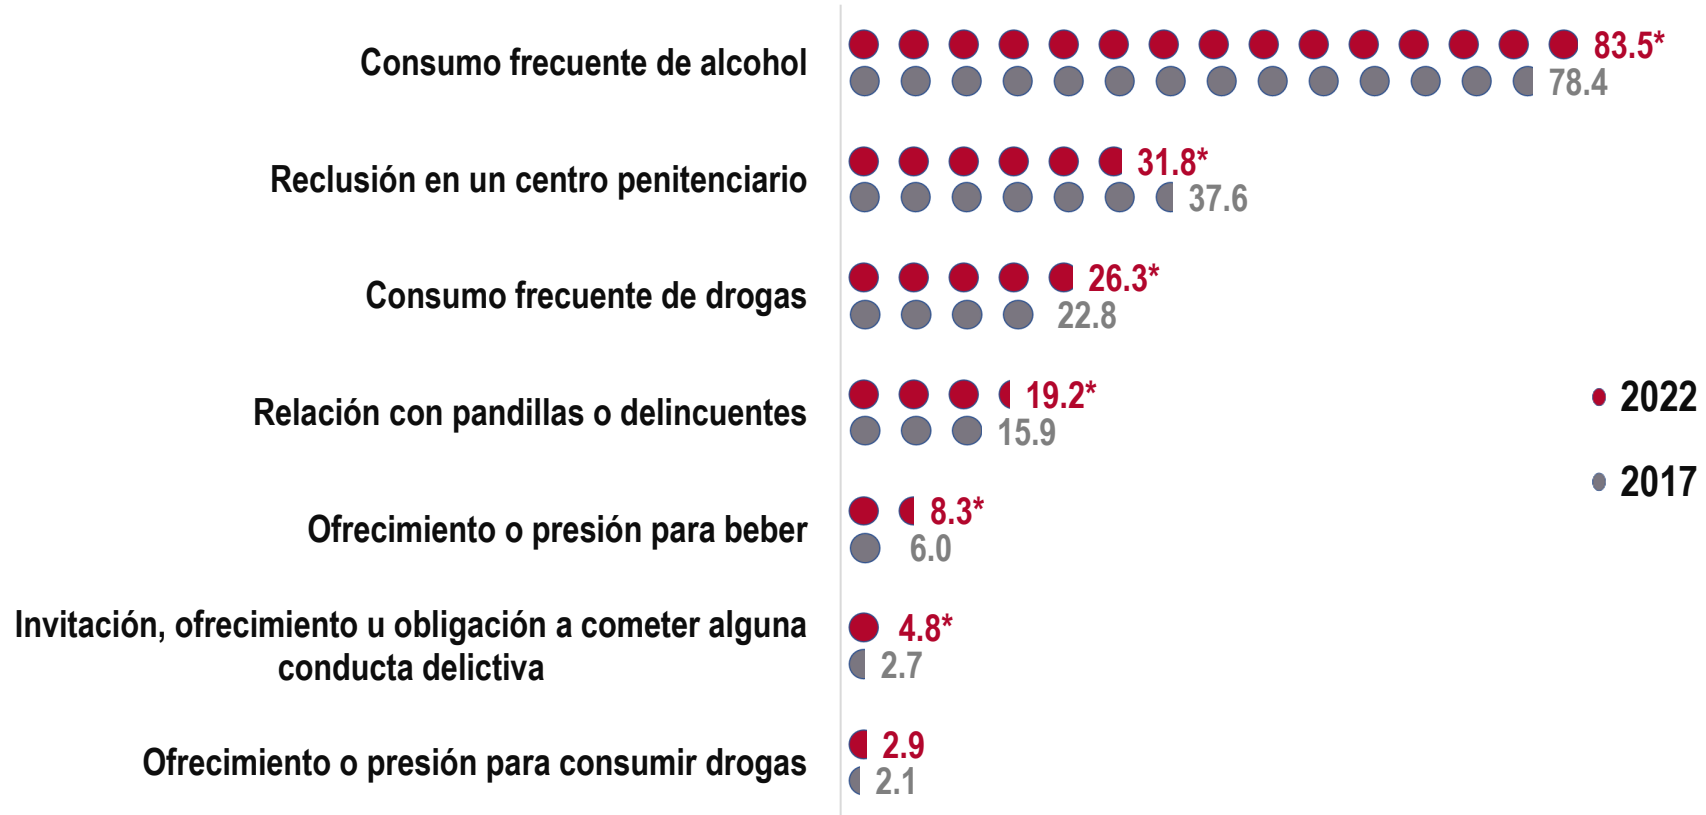 Consumo frecuente de alcohol
83.5*
78.4
Reclusión en un centro penitenciario
31.8*
37.6
Consumo frecuente de drogas
26.3*
22.8
Relación con pandillas o delincuentes
19.2*
15.9
Ofrecimiento o presión para beber
8.3*
6.0
Invitación, ofrecimiento u obligación a cometer alguna
conducta delictiva
4.8*
2.7
Ofrecimiento o presión para consumir drogas
2.9
2.1
2022
2017